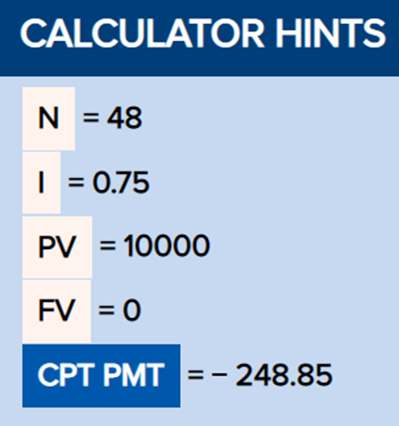 CALCULATOR HINTS
N = 48
I = 0.75
PV = 10000
FV = 0
CPT PMT = – 248.85